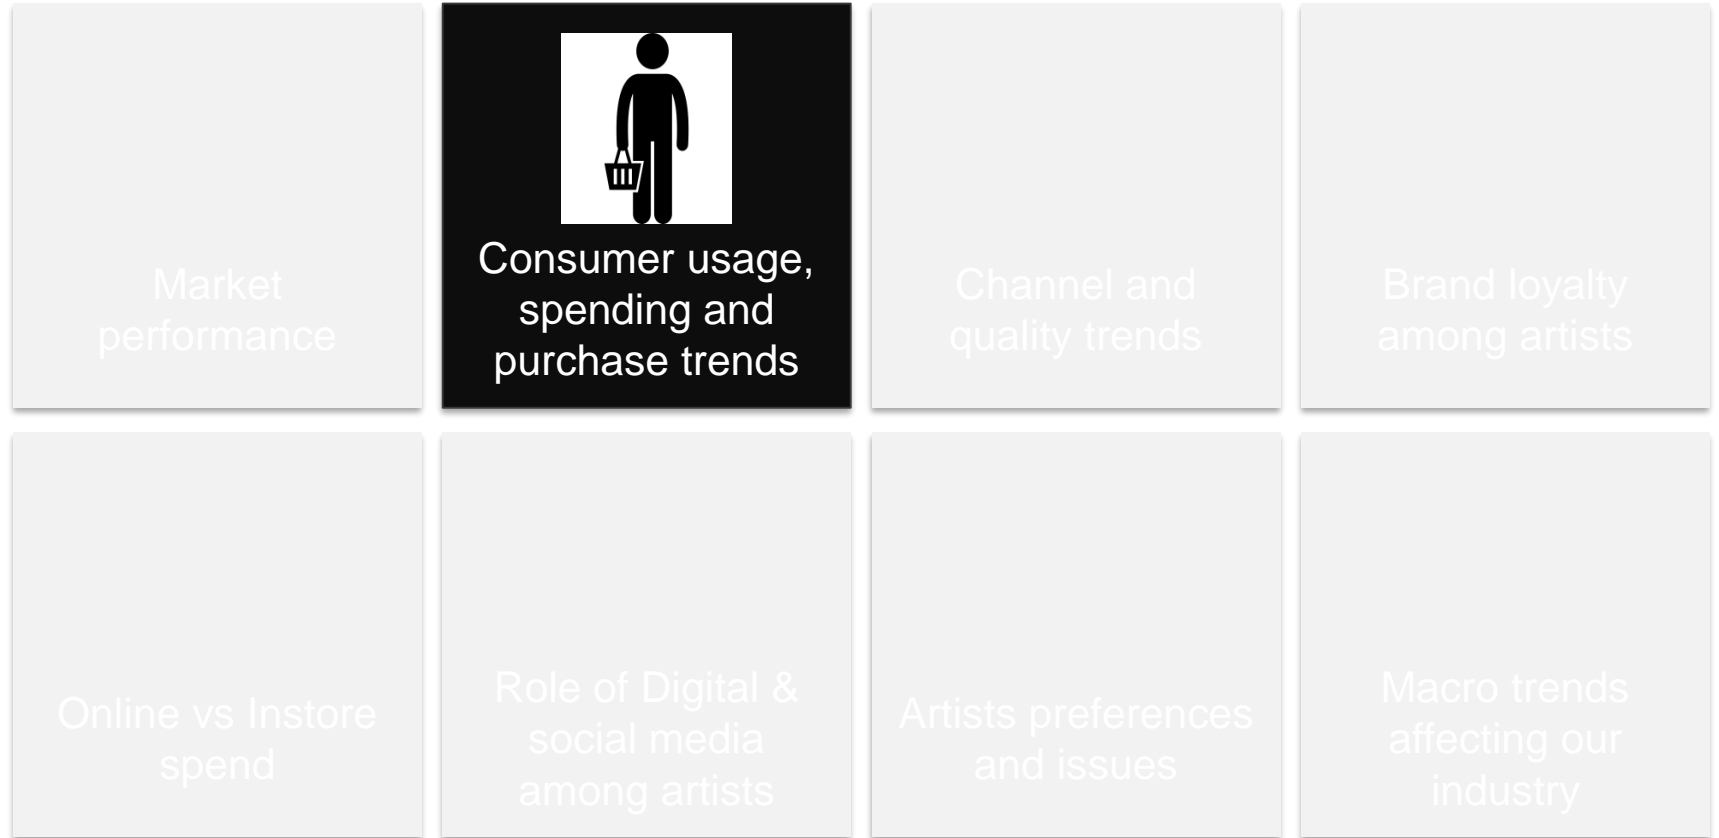 Market
performance
Consumer usage,
spending and
purchase trends
Channel and
quality trends
Brand loyalty
among artists
Online vs Instore
spend
Role of Digital &
social media
among artists
Artists preferences
and issues
Macro trends
affecting our
industry